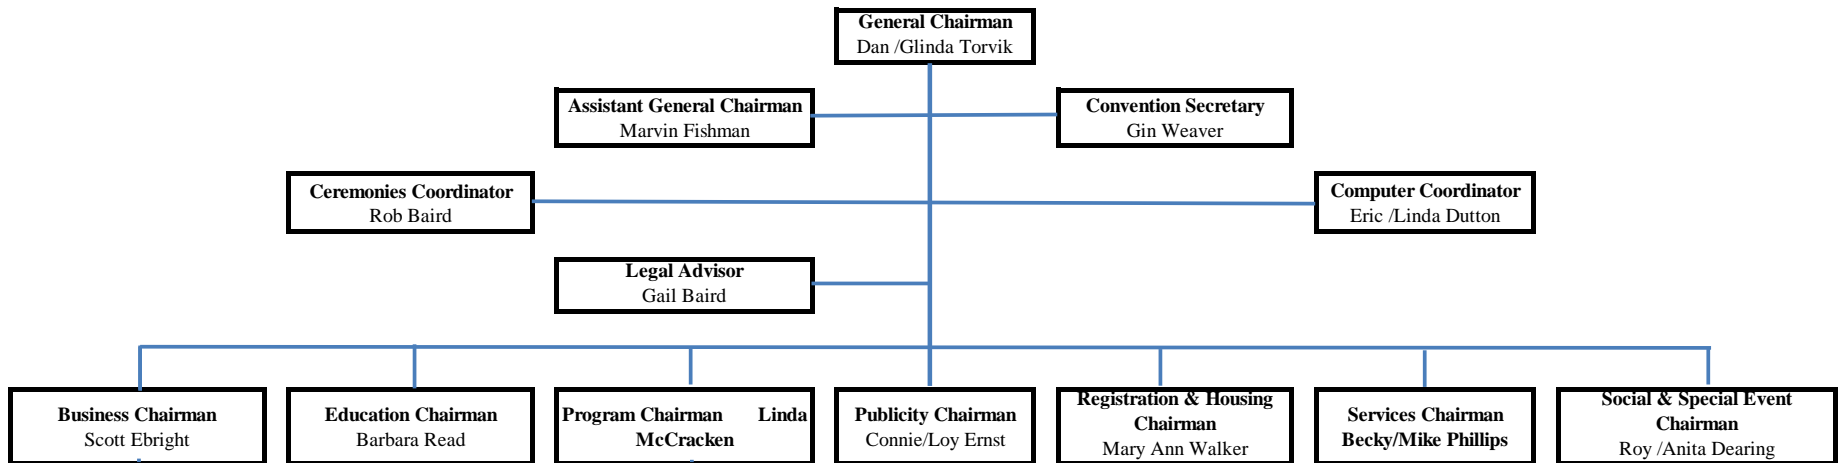 General Chairman
Dan /Glinda Torvik
Assistant General Chairman
Marvin Fishman
Convention Secretary
Gin Weaver
Ceremonies Coordinator
Rob Baird
Computer Coordinator
Eric /Linda Dutton
Legal Advisor
Gail Baird
Business Chairman
Scott Ebright
Education Chairman
Barbara Read
Program Chairman Linda
McCracken
Publicity Chairman
Connie/Loy Ernst
Registration & Housing
Chairman
Mary Ann Walker
Services Chairman
Becky/Mike Phillips
Social & Special Event
Chairman
Roy /Anita Dearing